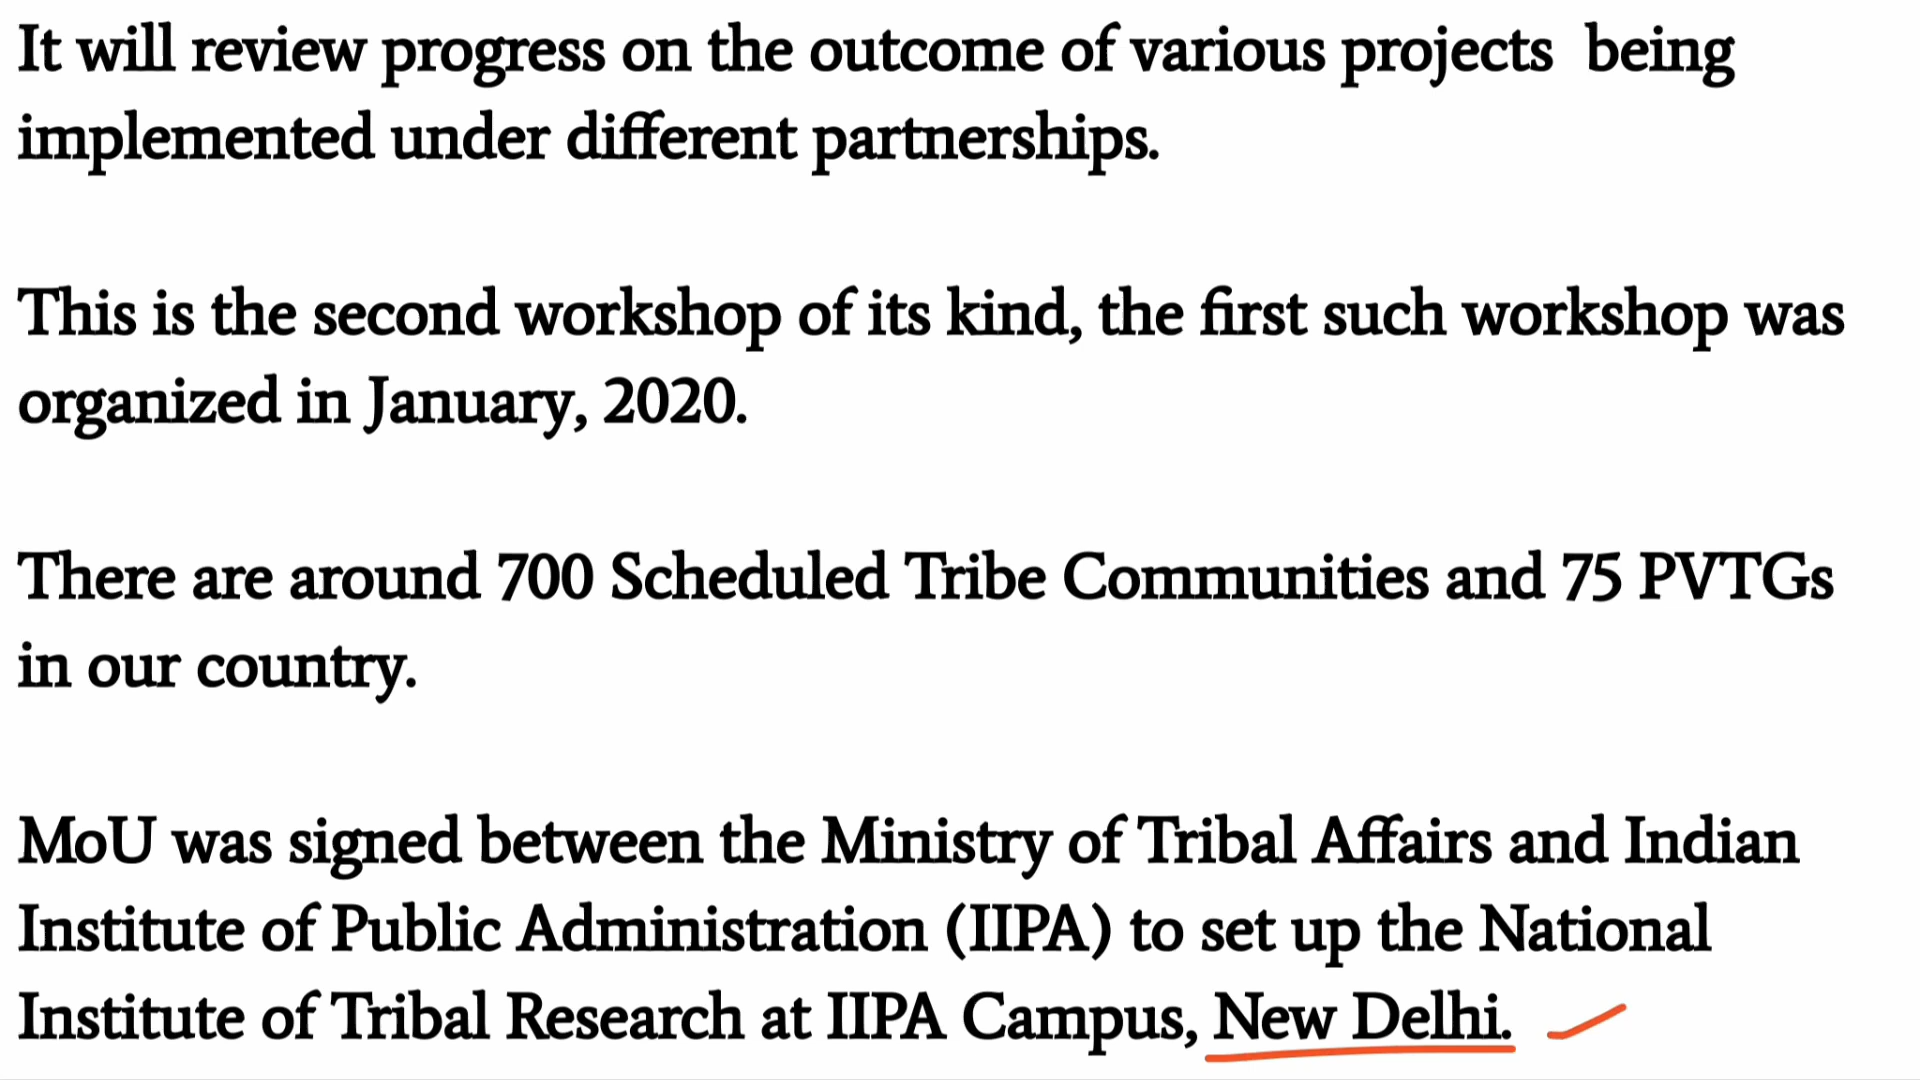 It will review progress on the outcome of various projects being
implemented under different partnerships.
This is the second workshop of its kind, the first such workshop was
organized in January, 2020.
There are around 700 Scheduled Tribe Communities and 75 PVTGs
in our country.
MoU was signed between the Ministry of Tribal Affairs and Indian
Institute of Public Administration (IIPA) to set up the National
Institute of Tribal Research at IIPA Campus, New Delhi.